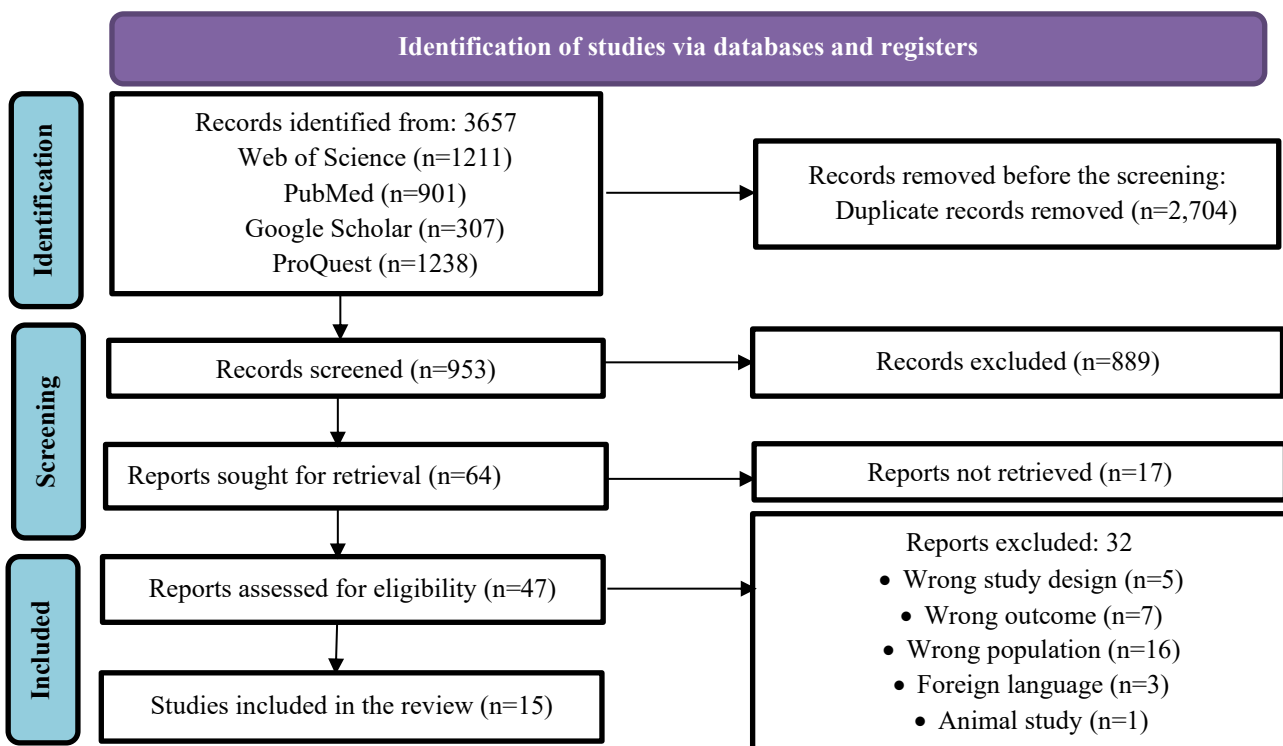 Identification of studies via databases and registers
Identification
Records identified from: 3657
Web of Science (n=1211)
PubMed (n=901)
Google Scholar (n=307)
ProQuest (n=1238)
Records removed before the screening:
Duplicate records removed (n=2,704)
Screening
Records screened (n=953)
Records excluded (n=889)
Reports sought for retrieval (n=64)
Reports not retrieved (n=17)
Included
Reports assessed for eligibility (n=47)
Reports excluded: 32
• Wrong study design (n=5)
• Wrong outcome (n=7)
• Wrong population (n=16)
• Foreign language (n=3)
• Animal study (n=1)
Studies included in the review (n=15)